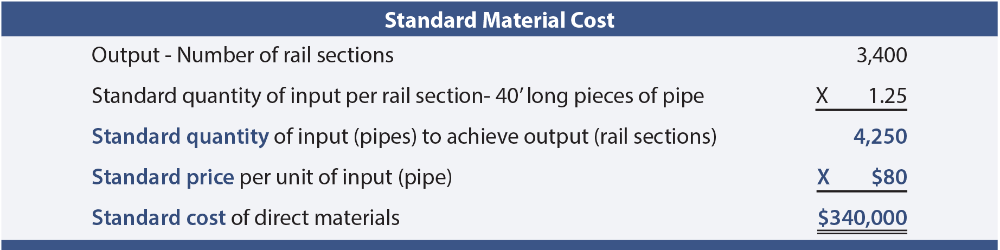 Standard Material Cost
Output - Number of rail sections 3,400
Standard quantity of input per rail section- 40’ long pieces of pipe X 1.25
Standard quantity of input (pipes) to achieve output (rail sections) 4,250
Standard price per unit of input (pipe) X $80
Standard cost of direct materials $340,000